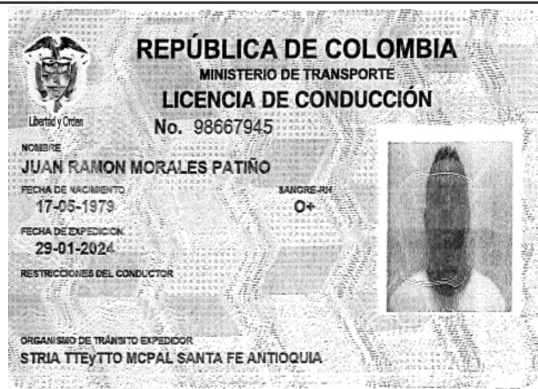 REPÚBLICA DE COLOMBIA
MINISTERIO DE TRANSPORTE
LICENCIA DE CONDUCCIÓN
Libertad y Orden
No. 98667945
NOMBRE
JUAN RAMON MORALES PATIÑO
FECHA DE NACIMIENTO SANGRE-RH
17-05-1979 O+
FECHA DE EXPEDICION
29-01-2024
RESTRICCIONES DEL CONDUCTOR
ORGANISMO DE TRÁNSITO EXPEDIDOR
STRIA TTEyTTO MCPAL SANTA FE ANTIOQUIA